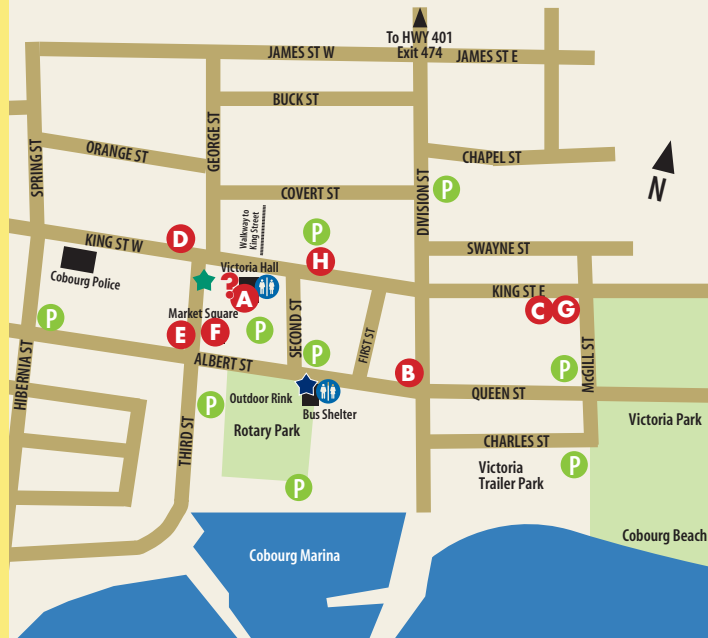 To HWY 401
Exit 474
JAMES ST W
JAMES ST E
BUCK ST
GEORGE ST
SPRING ST
ORANGE ST
CHAPEL ST
DIVISION ST
P
COVERT ST
N
Walkway to
King Street
P
KING ST W
D
SWAYNE ST
H
Cobourg Police
Victoria Hall
?
A
KING ST E
C
G
Market Square
E
F
P
SECOND ST
FIRST ST
P
HIBERNIA ST
ALBERT ST
P
B
McGILL ST
P
QUEEN ST
Outdoor Rink
Bus Shelter
P
THIRD ST
Rotary Park
Victoria Park
CHARLES ST
Victoria
Trailer Park
P
P
Cobourg Marina
Cobourg Beach